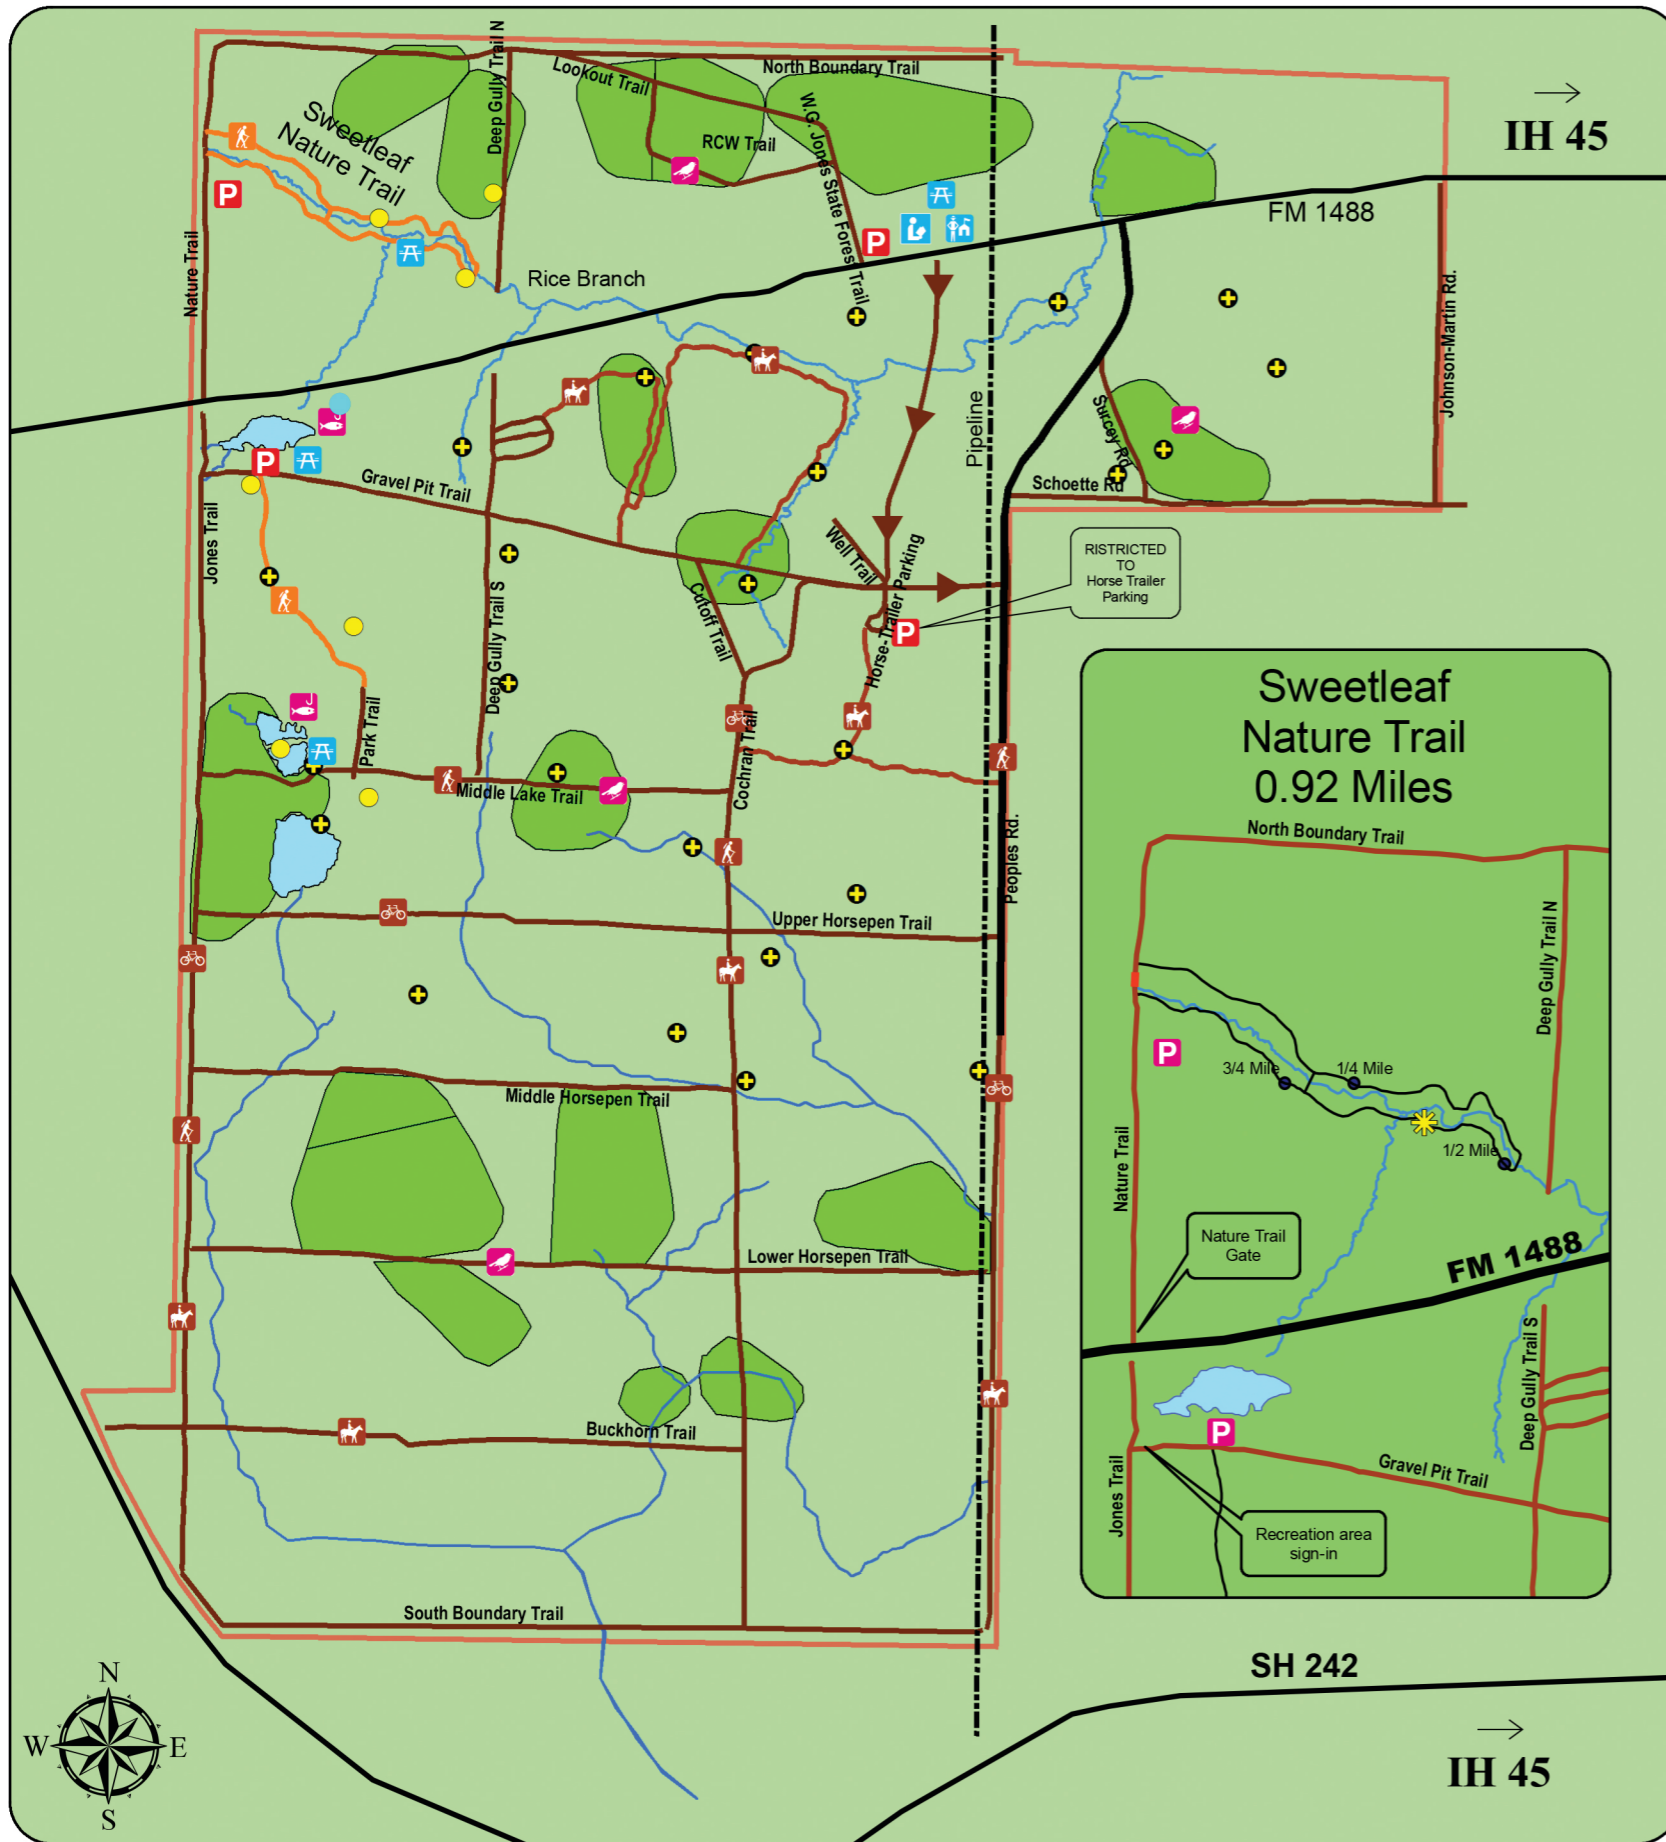 North Boundary Trail
Lookout Trail
Deep Gully Trail N
Sweetleaf
Nature Trail
RCW Trail
W.G. Jones State Forest Trail
IH 45
FM 1488
Nature Trail
P
P
Rice Branch
Johnson-Martin Rd.
Pipeline
Surcey Rd
Schoette Rd
P
Gravel Pit Trail
Jones Trail
Well Trail
Horse-Trailer Parking
RISTRICTED
TO
Horse Trailer
Parking
P
Cutoff Trail
Deep Gully Trail S
Park Trail
Cochran Trail
Middle Lake Trail
Peoples Rd.
Upper Horsepen Trail
Middle Horsepen Trail
Lower Horsepen Trail
Buckhorn Trail
South Boundary Trail
Sweetleaf
Nature Trail
0.92 Miles
North Boundary Trail
Deep Gully Trail N
P
3/4 Mile
1/4 Mile
1/2 Mile
Nature Trail
Nature Trail
Gate
FM 1488
Deep Gully Trail S
P
Gravel Pit Trail
Jones Trail
Recreation area
sign-in
SH 242
IH 45
N
W
E
S